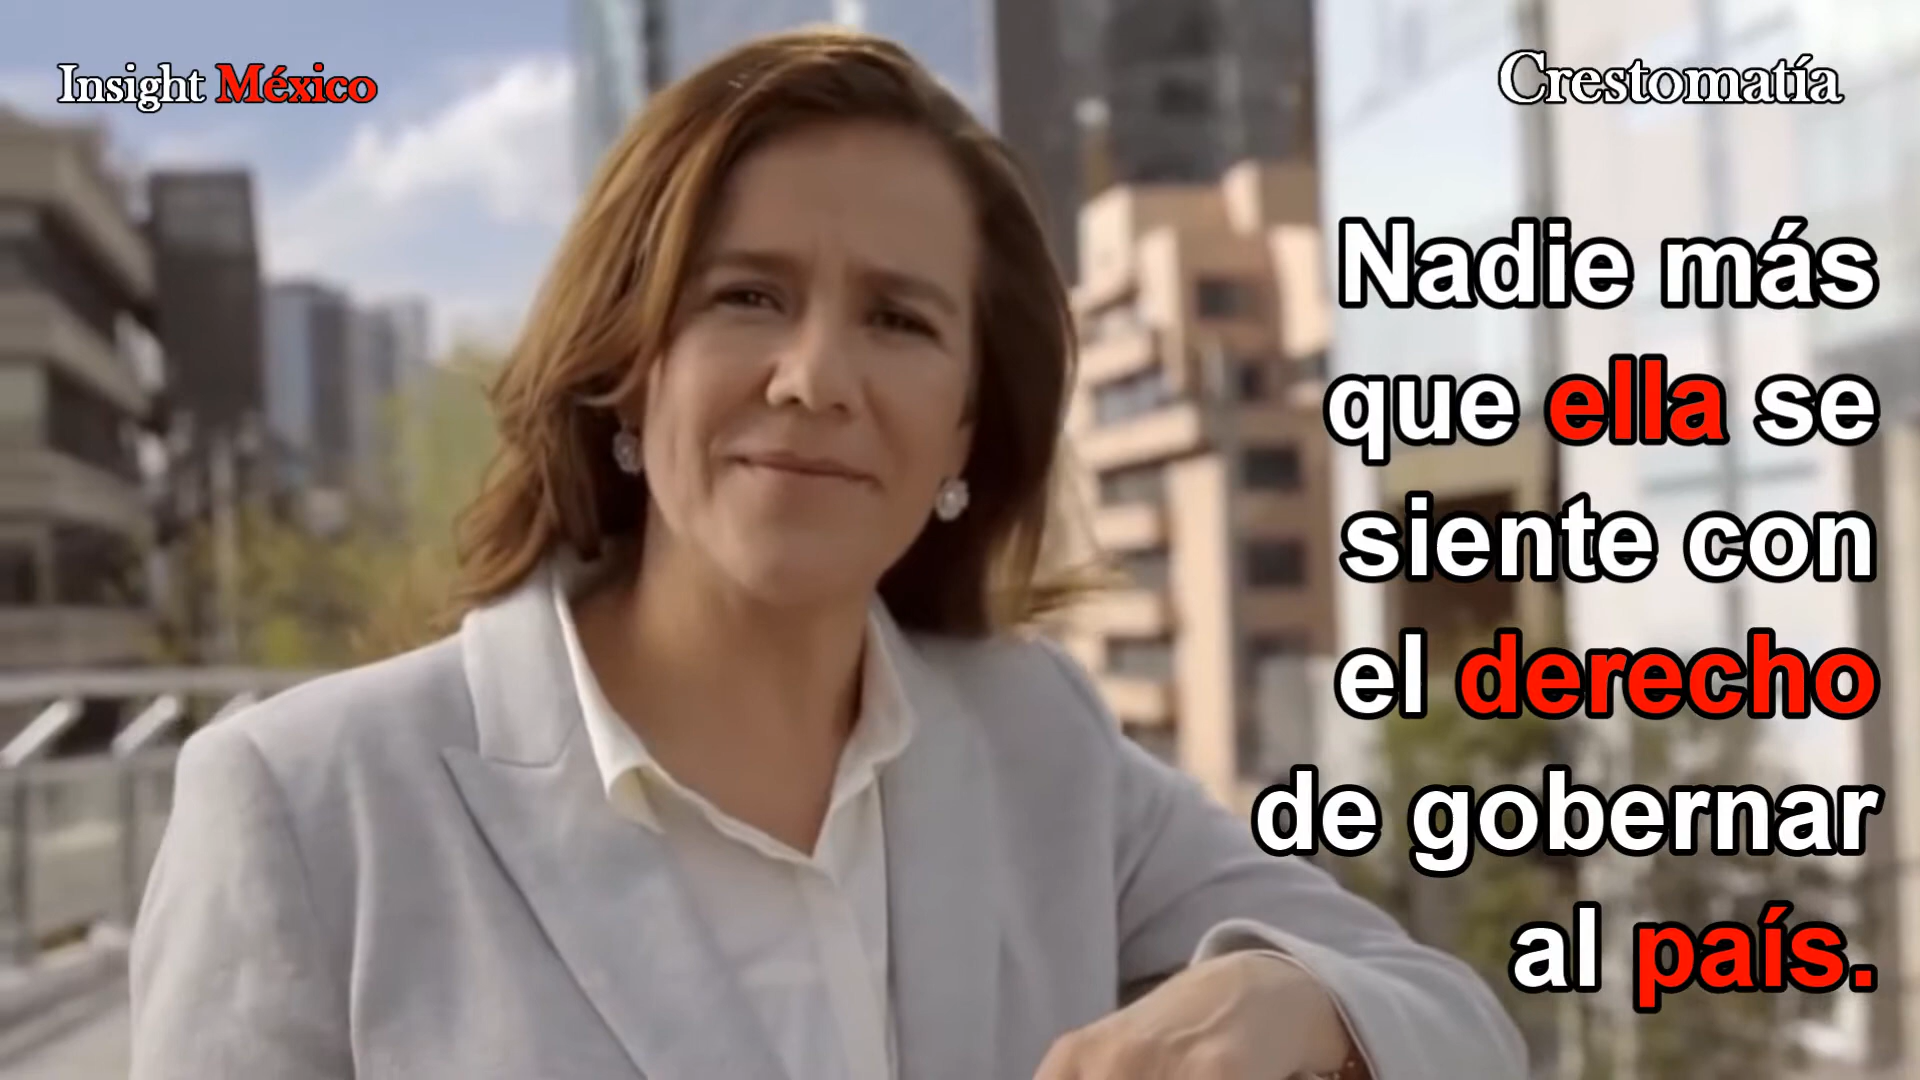 Insight México
Crestomatía
Nadie más
que ella se
siente con
el derecho
de gobernar
al país.